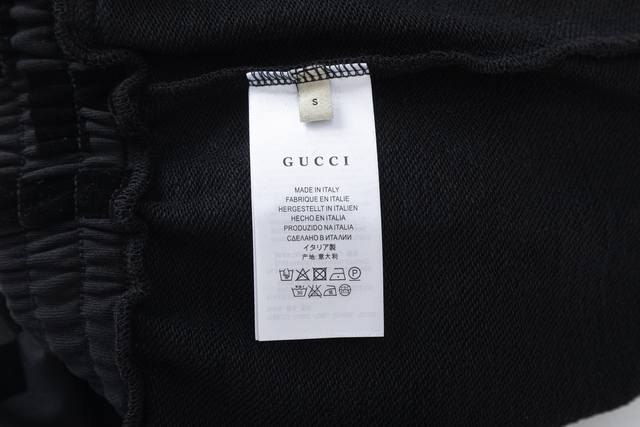 S
GUCCI
MADE IN ITALY
FABRIQUE EN ITALIE
HERGESTELLT IN ITALIEN
HECHO EN ITALIA
PRODUZIDO NA ITALIA
СДЕЛАНО В ИТАЛИИ
イタリア製
产地:意大利